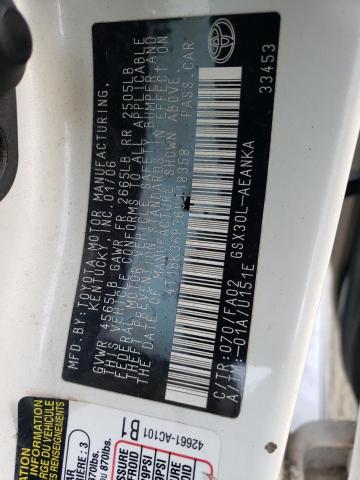 MFD.BY:TOYOTA MOTOR MANUFACTURING
KENTUCKY, INC. 01/06
GVWR 4565LB GAWR FR 2665LB RR 2505LB
THIS VEHICLE CONFORMS TO ALL APPLICABLE
FEDERAL MOTOR VEHICLE SAFETY BUMPER AND
THEFT PREVENTION STANDARDS IN EFFECT ON
THE DATE OF MANUFACTURE SHOWN ABOVE.
PASS.CAR
C/TR:070/FA02 GSX30L-AEANKA
A/TR:-01A/U151E
33453
42661-AC101
B1